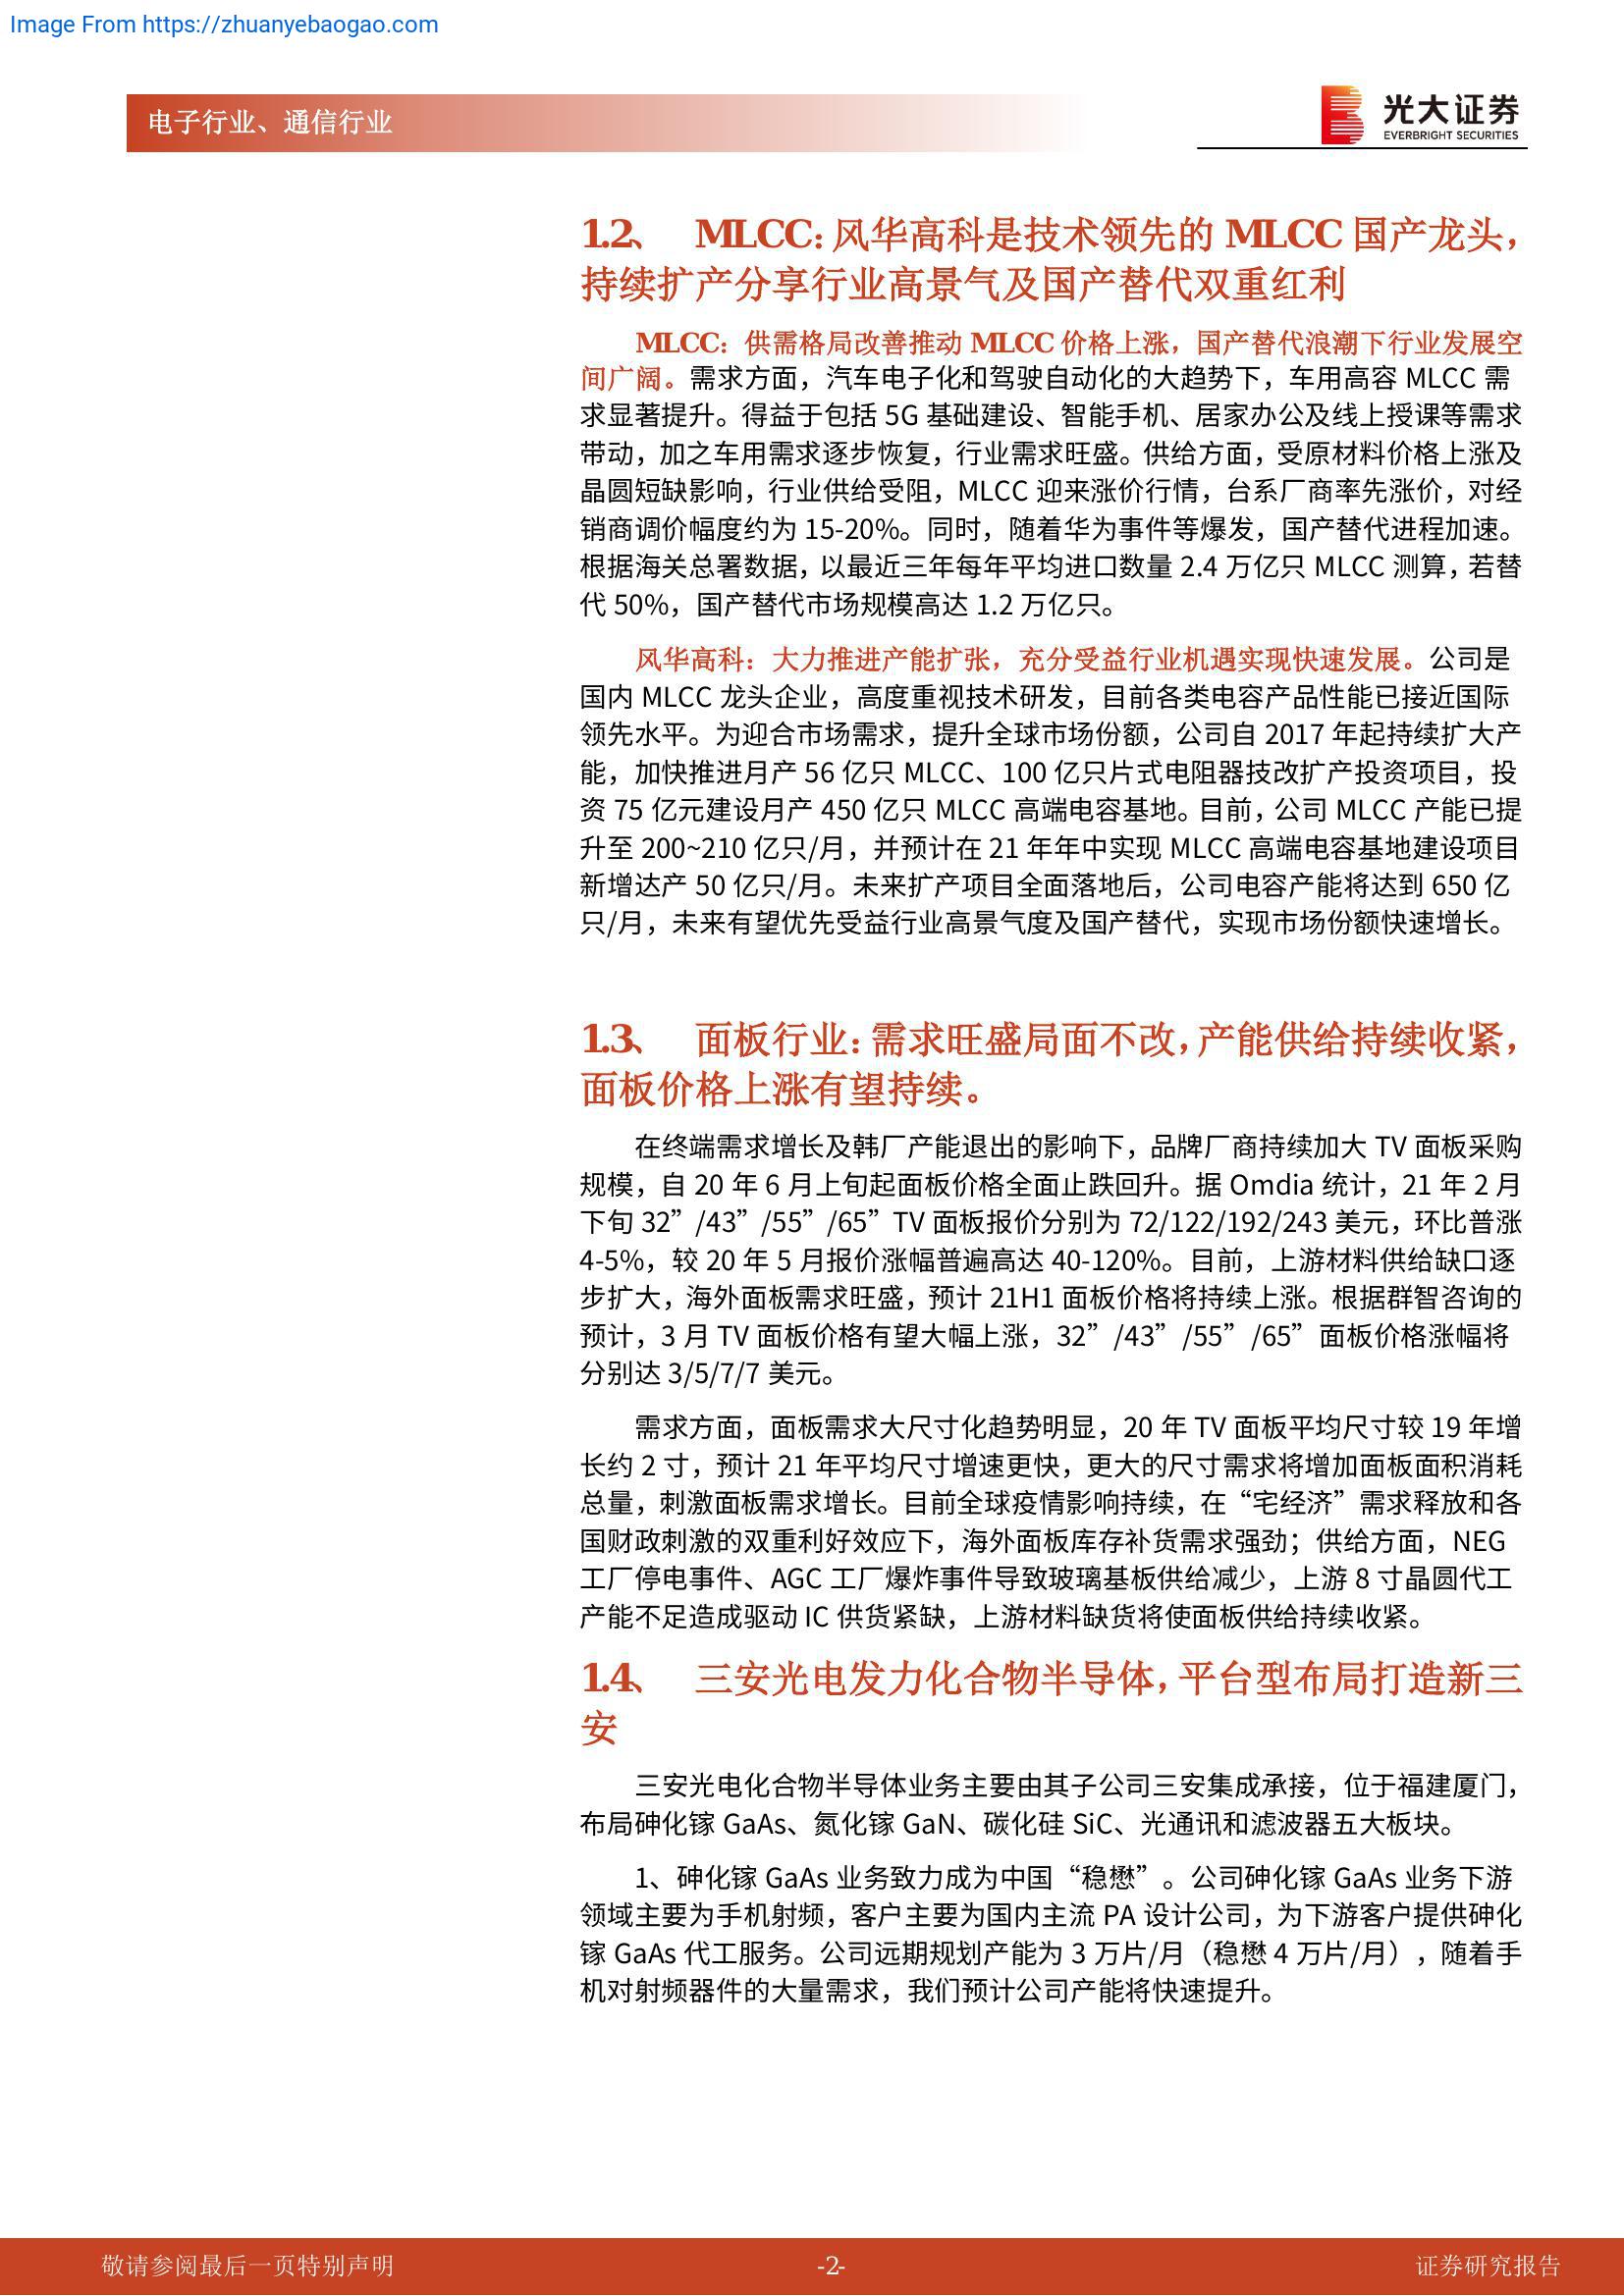 Image From https://zhuanyebaogao.com
电子行业、通信行业
光大证券
EVERBRIGHT SECURITIES
1.2、 MLCC：风华高科是技术领先的 MLCC 国产龙头，
持续扩产分享行业高景气及国产替代双重红利
MLCC：供需格局改善推动 MLCC 价格上涨，国产替代浪潮下行业发展空
间广阔。需求方面，汽车电子化和驾驶自动化的大趋势下，车用高容 MLCC 需
求显著提升。得益于包括 5G 基础建设、智能手机、居家办公及线上授课等需求
带动，加之车用需求逐步恢复，行业需求旺盛。供给方面，受原材料价格上涨及
晶圆短缺影响，行业供给受阻，MLCC 迎来涨价行情，台系厂商率先涨价，对经
销商调价幅度约为 15-20%。同时，随着华为事件等爆发，国产替代进程加速。
根据海关总署数据，以最近三年每年平均进口数量 2.4 万亿只 MLCC 测算，若替
代 50%，国产替代市场规模高达 1.2 万亿只。
风华高科：大力推进产能扩张，充分受益行业机遇实现快速发展。公司是
国内 MLCC 龙头企业，高度重视技术研发，目前各类电容产品性能已接近国际
领先水平。为迎合市场需求，提升全球市场份额，公司自 2017 年起持续扩大产
能，加快推进月产 56 亿只 MLCC、100 亿只片式电阻器技改扩产投资项目，投
资 75 亿元建设月产 450 亿只 MLCC 高端电容基地。目前，公司 MLCC 产能已提
升至 200~210 亿只/月，并预计在 21 年年中实现 MLCC 高端电容基地建设项目
新增达产 50 亿只/月。未来扩产项目全面落地后，公司电容产能将达到 650 亿
只/月，未来有望优先受益行业高景气度及国产替代，实现市场份额快速增长。
1.3、 面板行业：需求旺盛局面不改，产能供给持续收紧，
面板价格上涨有望持续。
在终端需求增长及韩厂产能退出的影响下，品牌厂商持续加大 TV 面板采购
规模，自 20 年 6 月上旬起面板价格全面止跌回升。据 Omdia 统计，21 年 2 月
下旬 32”/43”/55”/65”TV 面板报价分别为 72/122/192/243 美元，环比普涨
4-5%，较 20 年 5 月报价涨幅普遍高达 40-120%。目前，上游材料供给缺口逐
步扩大，海外面板需求旺盛，预计 21H1 面板价格将持续上涨。根据群智咨询的
预计，3 月 TV 面板价格有望大幅上涨，32”/43”/55”/65”面板价格涨幅将
分别达 3/5/7/7 美元。
需求方面，面板需求大尺寸化趋势明显，20 年 TV 面板平均尺寸较 19 年增
长约 2 寸，预计 21 年平均尺寸增速更快，更大的尺寸需求将增加面板面积消耗
总量，刺激面板需求增长。目前全球疫情影响持续，在“宅经济”需求释放和各
国财政刺激的双重利好效应下，海外面板库存补货需求强劲；供给方面，NEG
工厂停电事件、AGC 工厂爆炸事件导致玻璃基板供给减少，上游 8 寸晶圆代工
产能不足造成驱动 IC 供货紧缺，上游材料缺货将使面板供给持续收紧。
1.4、 三安光电发力化合物半导体，平台型布局打造新三
安
三安光电化合物半导体业务主要由其子公司三安集成承接，位于福建厦门，
布局砷化镓 GaAs、氮化镓 GaN、碳化硅 SiC、光通讯和滤波器五大板块。
1、砷化镓 GaAs 业务致力成为中国“稳懋”。公司砷化镓 GaAs 业务下游
领域主要为手机射频，客户主要为国内主流 PA 设计公司，为下游客户提供砷化
镓 GaAs 代工服务。公司远期规划产能为 3 万片/月（稳懋 4 万片/月），随着手
机对射频器件的大量需求，我们预计公司产能将快速提升。
敬请参阅最后一页特别声明
-2-
证券研究报告